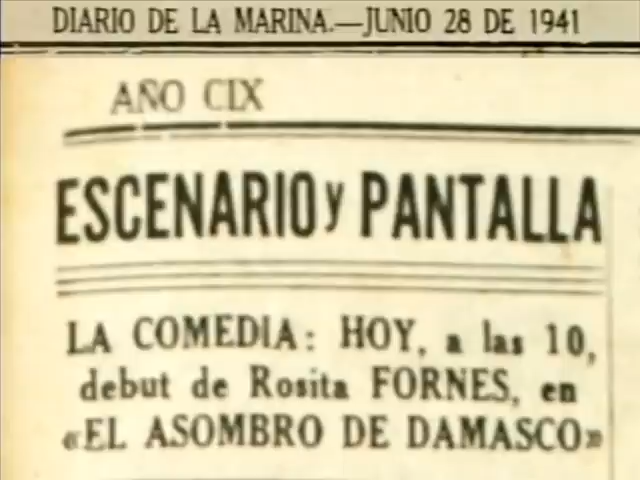 DIARIO DE LA MARINA.—JUNIO 28 DE 1941
AÑO CIX
ESCENARIO y PANTALLA
LA COMEDIA: HOY, a las 10,
debut de Rosita FORNES, en
«EL ASOMBRO DE DAMASCO»